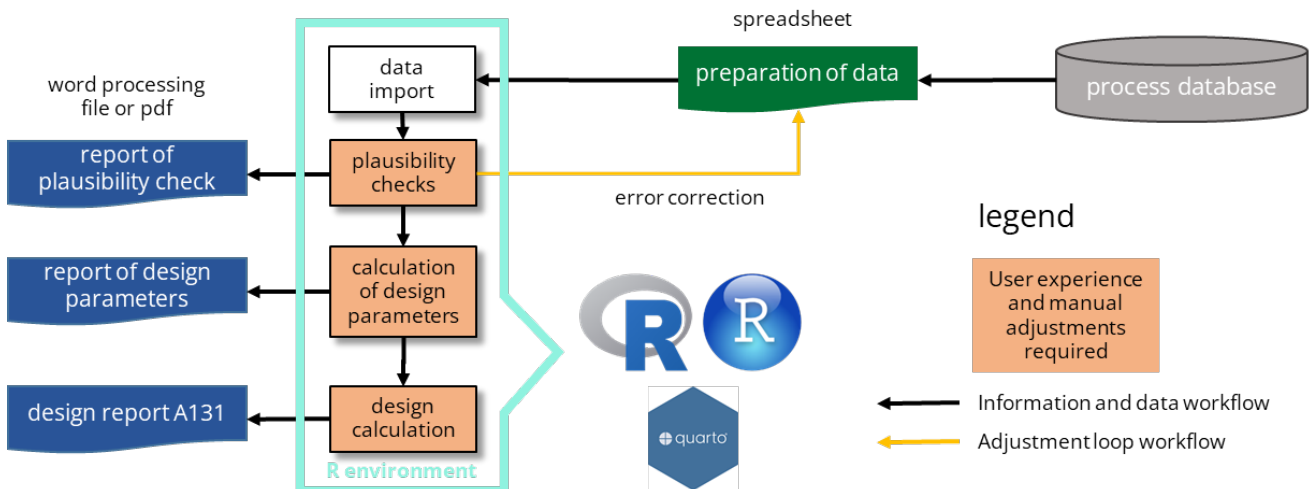 spreadsheet
word processing
file or pdf
data
import
preparation of data
process database
report of
plausibility check
plausibility
checks
error correction
report of design
parameters
calculation
of design
parameters
design report A131
design
calculation
R environment
R
R
quarto
legend
User experience
and manual
adjustments
required
Information and data workflow
Adjustment loop workflow